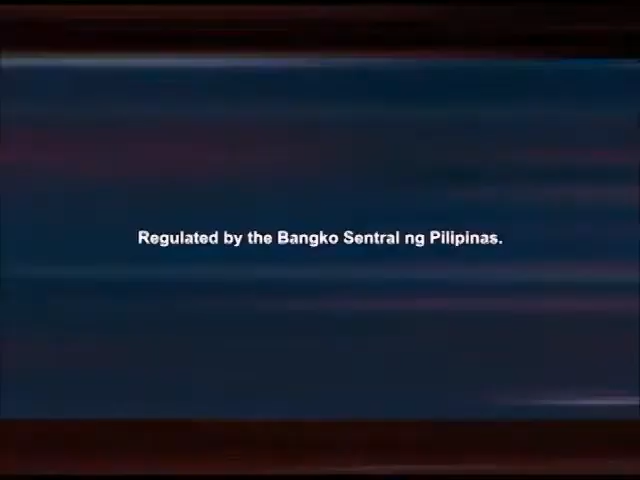 Regulated by the Bangko Sentral ng Pilipinas.